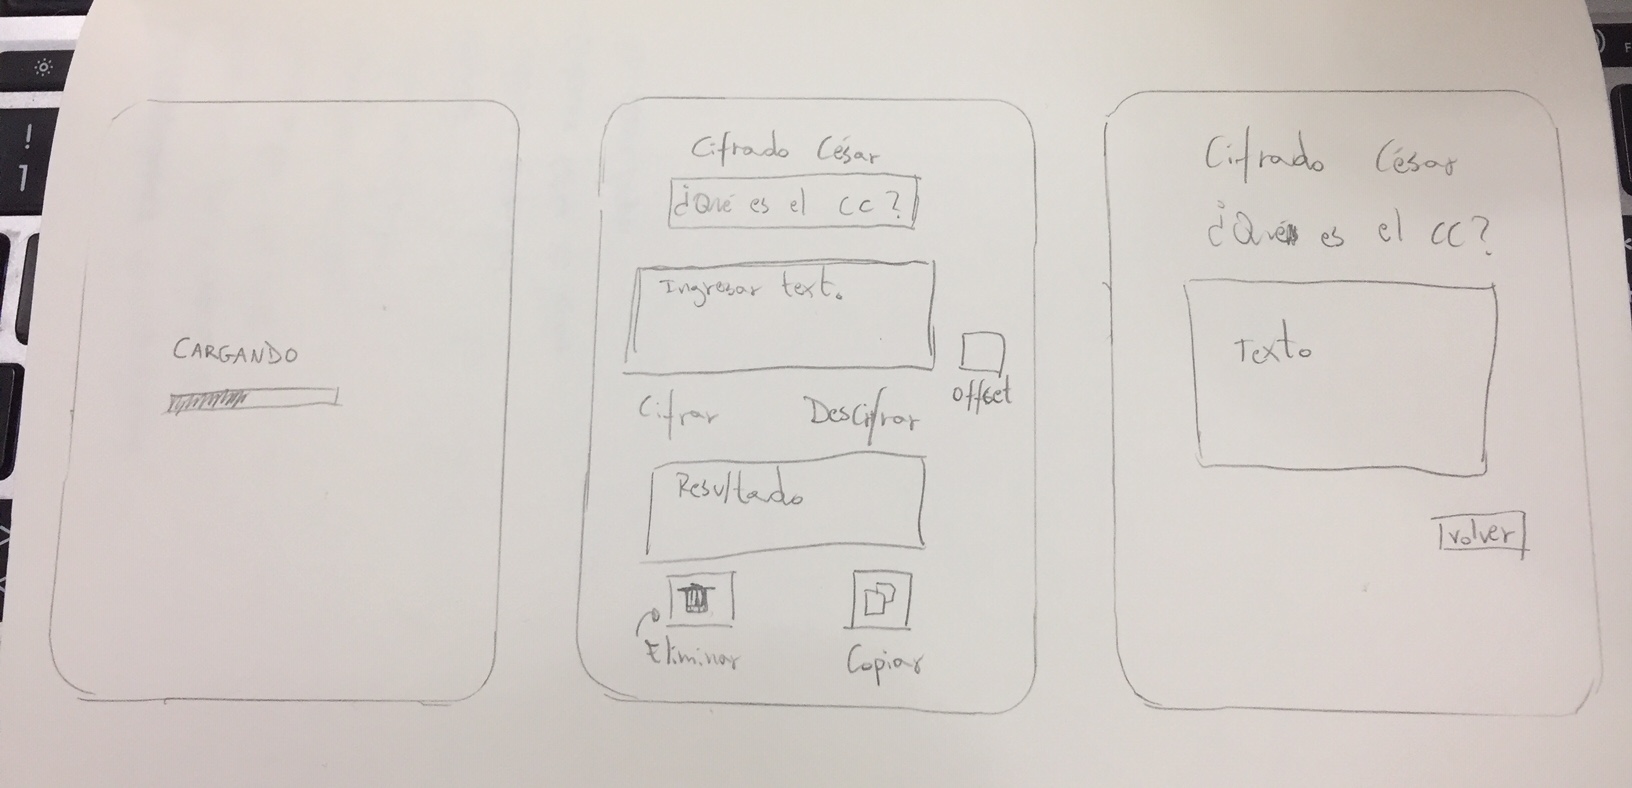 CARGANDO
Cifrado César
¿Qué es el CC?
Ingresar text.
offset
Cifrar Descifrar
Resultado
Eliminar Copiar
Cifrado César
¿Qué es el CC?
Texto
volver
!
1
F